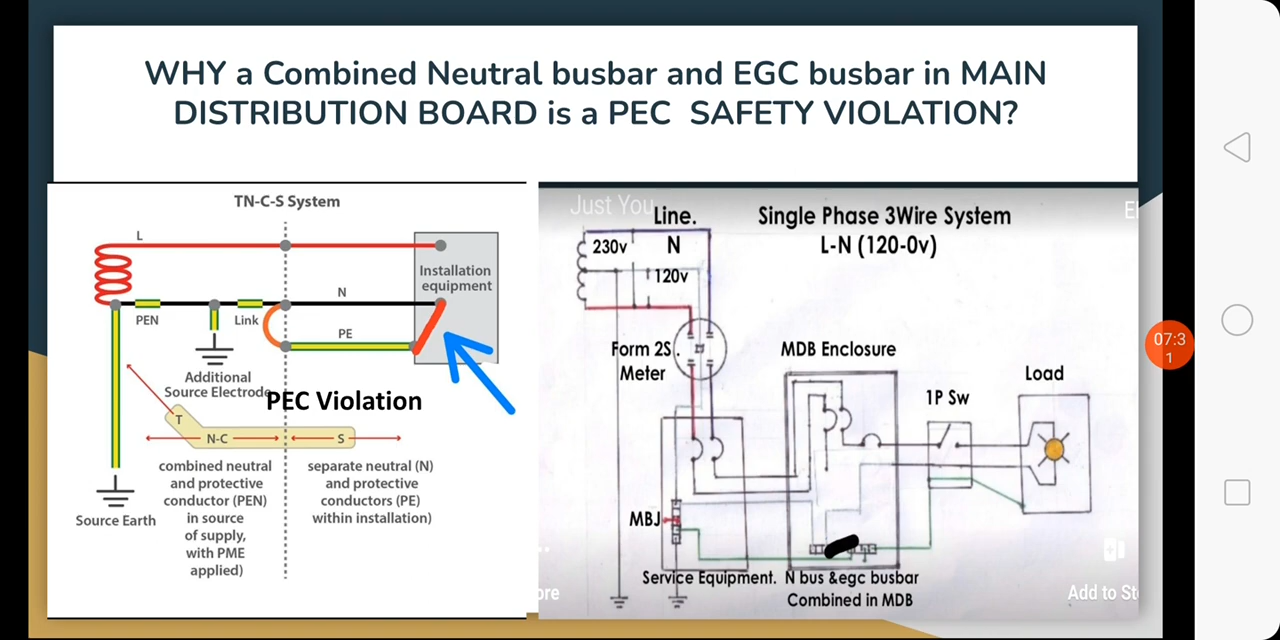 WHY a Combined Neutral busbar and EGC busbar in MAIN
DISTRIBUTION BOARD is a PEC SAFETY VIOLATION?
TN-C-S System
L
Installation
equipment
N
PEN
Link
PE
Additional
Source Electrode
PEC Violation
T
N-C
S
Source Earth
combined neutral
and protective
conductor (PEN)
in source
of supply,
with PME
applied)
separate neutral (N)
and protective
conductors (PE)
within installation)
Just You
Line.
N
Single Phase 3Wire System
L-N (120-0v)
230v
120v
Form 2S.
Meter
MDB Enclosure
1P Sw
Load
MBJ
Service Equipment.
N bus &egc busbar
Combined in MDB
Add to St
07:3
1